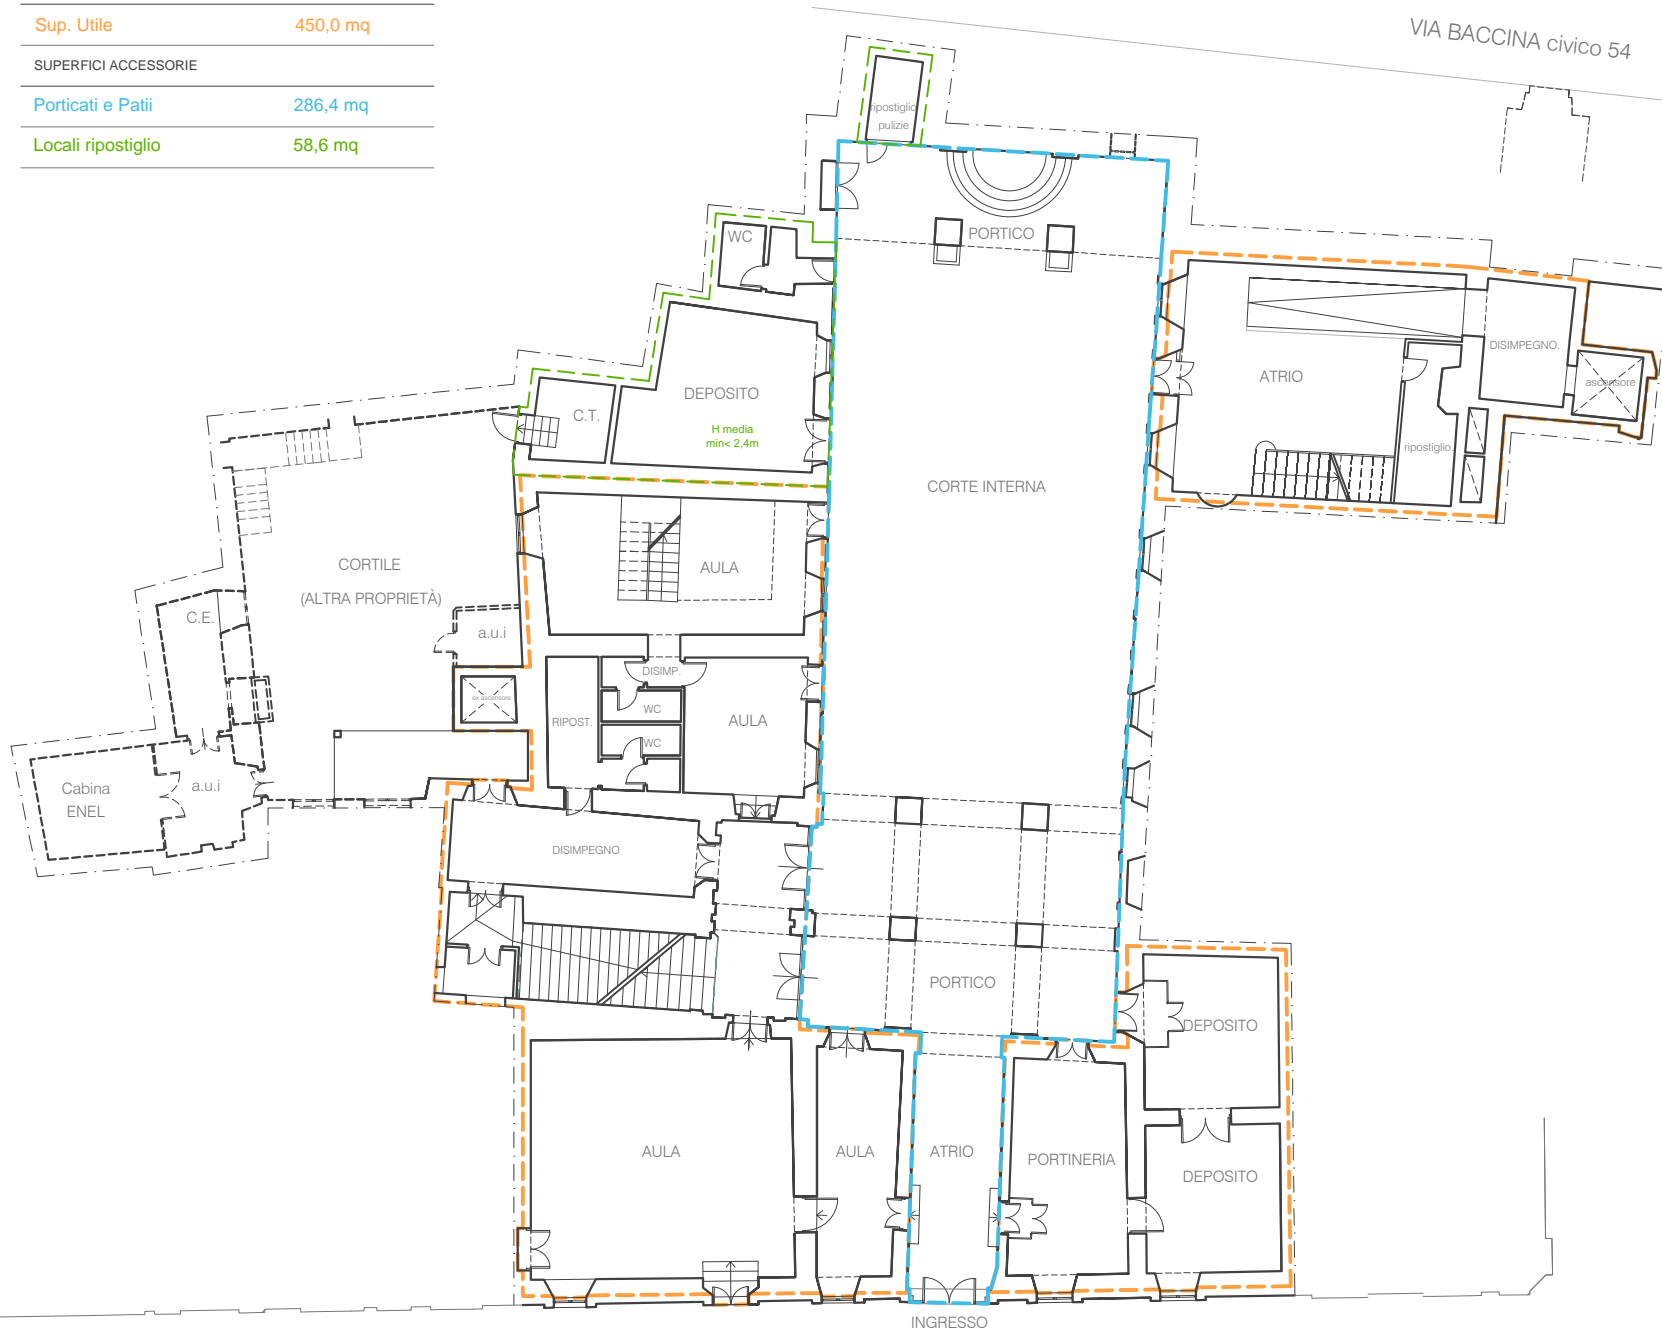 Sup. Utile 450,0 mq
SUPERFICI ACCESSORIE
Porticati e Patii 286,4 mq
Locali ripostiglio 58,6 mq
VIA BACCINA civico 54
ripostiglio
pulizie
WC
PORTICO
DISIMPEGNO.
ATRIO
ascensore
DEPOSITO
H media
min< 2,4m
C.T.
ripostiglio.
CORTE INTERNA
CORTILE
(ALTRA PROPRIETÀ)
AULA
C.E.
a.u.i
DISIMP.
ex ascensore
WC
RIPOST.
AULA
WC
Cabina
ENEL
a.u.i
DISIMPEGNO
PORTICO
DEPOSITO
AULA
AULA
ATRIO
PORTINERIA
DEPOSITO
INGRESSO